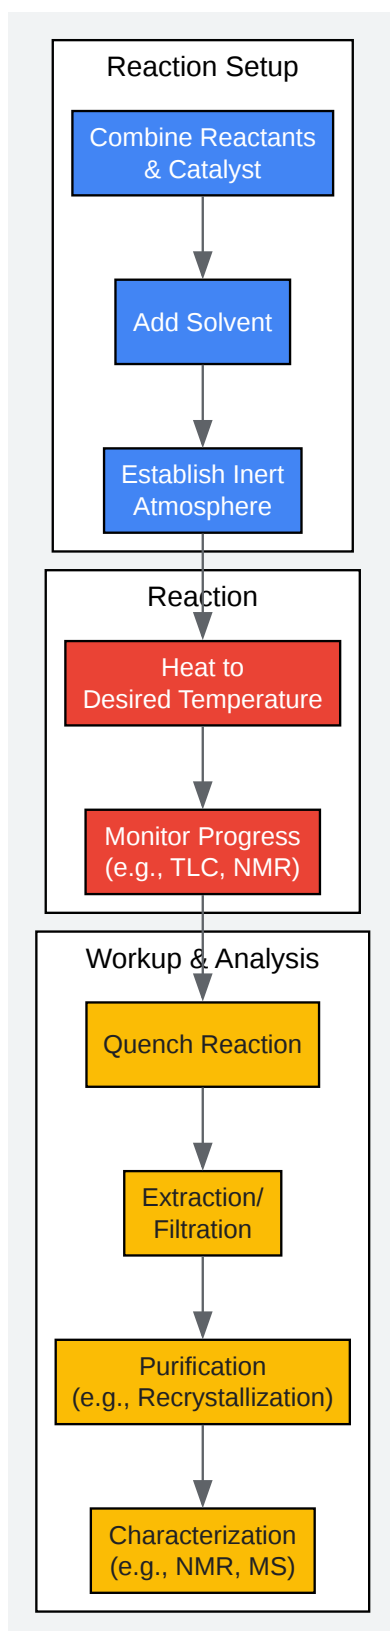 Reaction Setup
Combine Reactants
& Catalyst
Add Solvent
Establish Inert
Atmosphere
Reaction
Heat to
Desired Temperature
Monitor Progress
(e.g., TLC, NMR)
Workup & Analysis
Quench Reaction
Extraction/
Filtration
Purification
(e.g., Recrystallization)
Characterization
(e.g., NMR, MS)